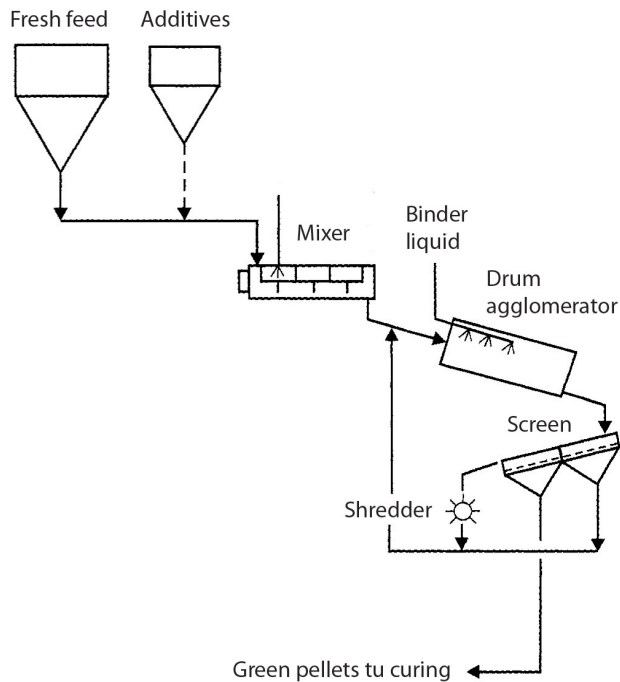 Fresh feed
Additives
Mixer
Binder
liquid
Drum
agglomerator
Screen
Shredder
Green pellets tu curing